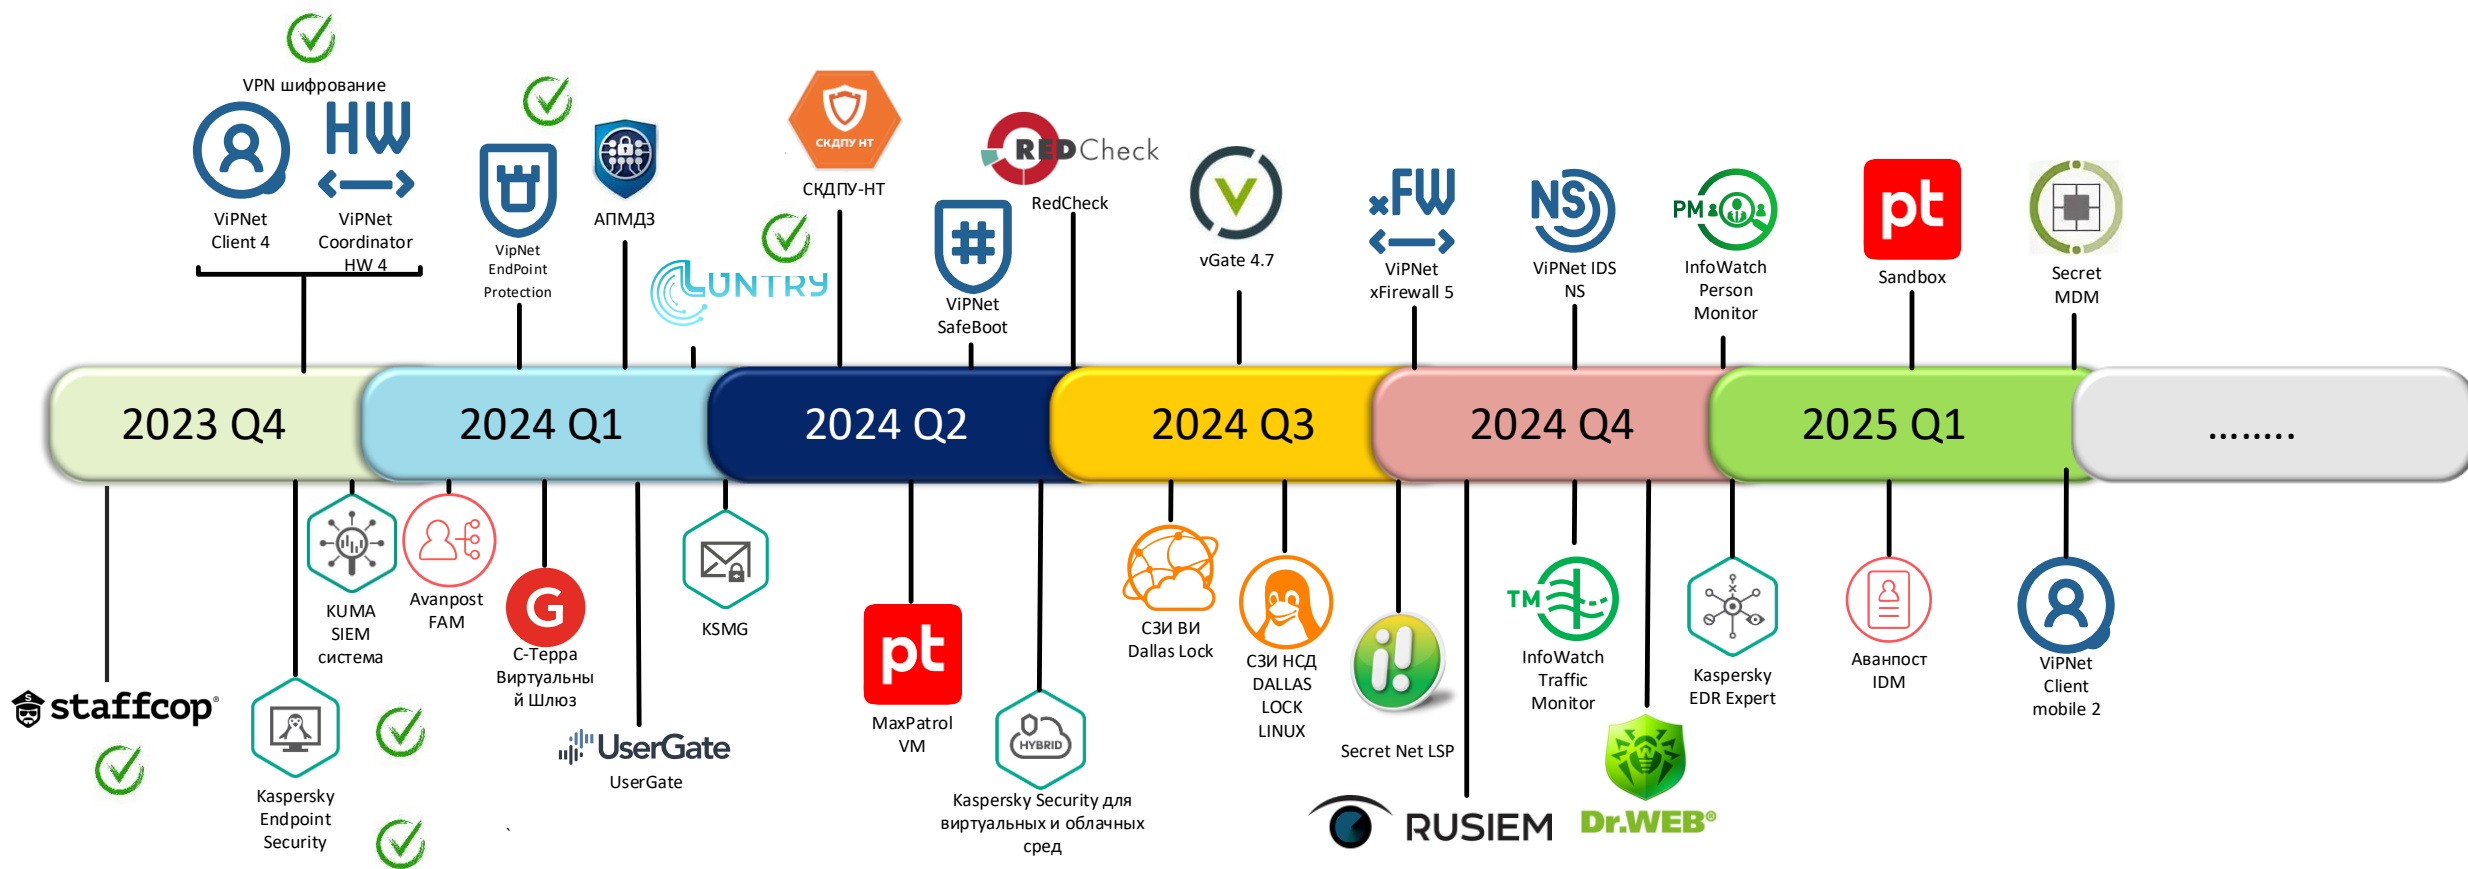 VPN шифрование
HW
ViPNet
Client 4
ViPNet
Coordinator
HW 4
VipNet
EndPoint
Protection
АПМДЗ
LUNTRY
СКДПУ НТ
СКДПУ-НТ
ViPNet
SafeBoot
REDCheck
RedCheck
vGate 4.7
xFW
ViPNet
xFirewall 5
NS
ViPNet IDS
NS
PM
InfoWatch
Person
Monitor
pt
Sandbox
Secret
MDM
2023 Q4
2024 Q1
2024 Q2
2024 Q3
2024 Q4
2025 Q1
........
staffcop®
Kaspersky
Endpoint
Security
KUMA
SIEM
система
Avanpost
FAM
G
С-Терра
Виртуальны
й Шлюз
UserGate
UserGate
KSMG
pt
MaxPatrol
VM
HYBRID
Kaspersky Security для
виртуальных и облачных
сред
СЗИ ВИ
Dallas Lock
СЗИ НСД
DALLAS
LOCK
LINUX
Secret Net LSP
RUSIEM
TM
InfoWatch
Traffic
Monitor
Dr.WEB®
Kaspersky
EDR Expert
Аванпост
IDM
ViPNet
Client
mobile 2